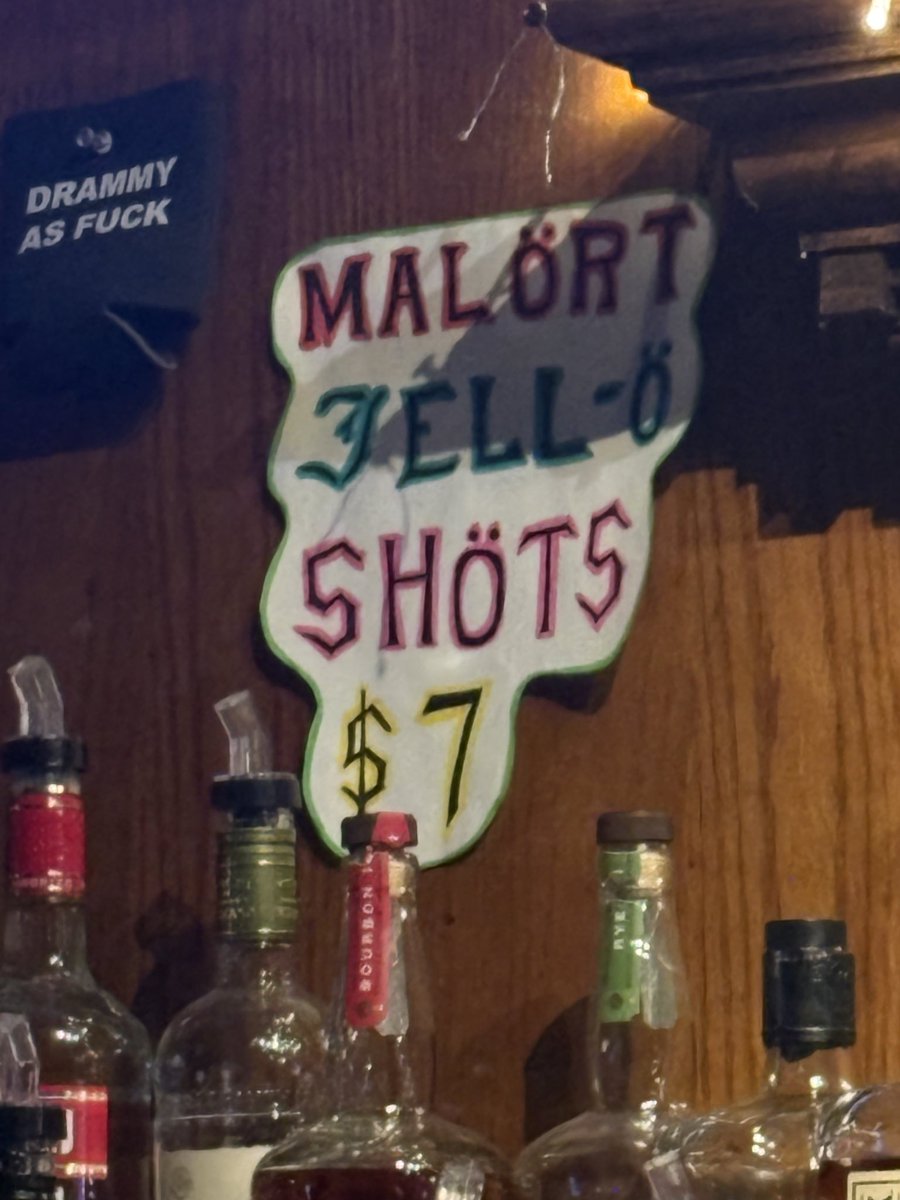 DRAMMY
AS FUCK
MALÖRT
JELL-Ö
SHÖTS
$7
BOURBON
RYE